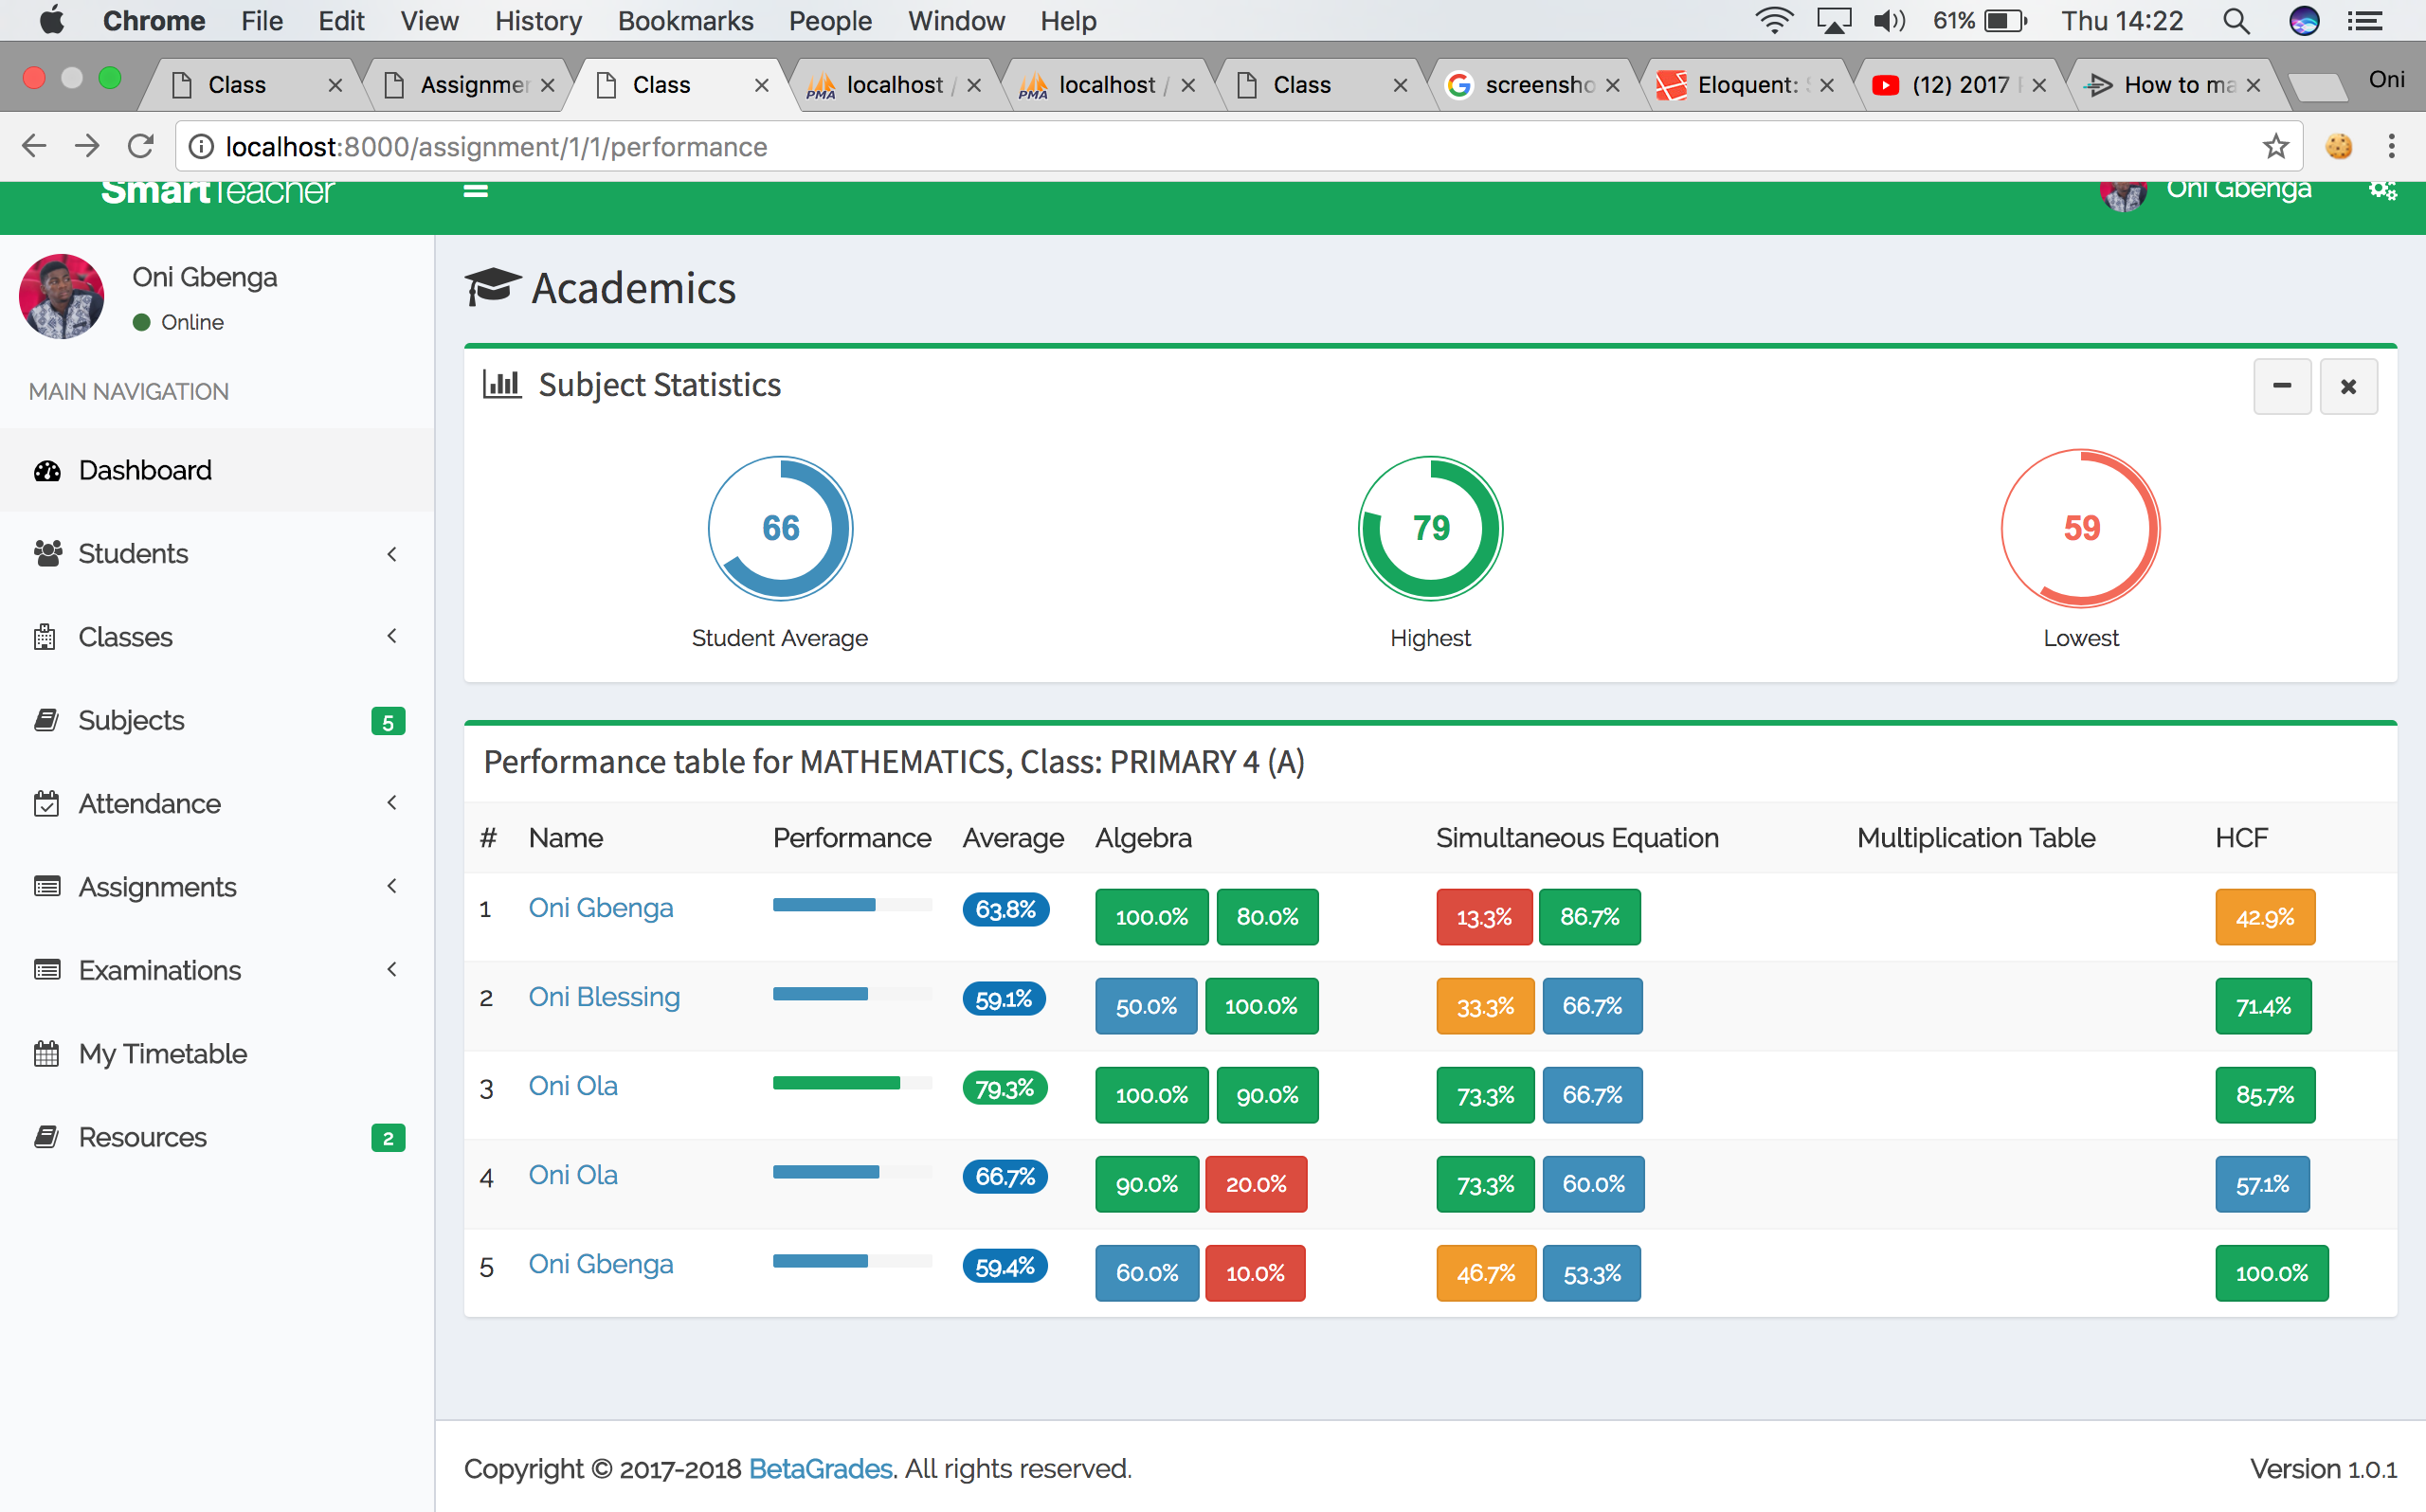 Chrome File Edit View History Bookmarks People Window Help 61% Thu 14:22
Class Assignmen Class localhost / localhost / Class screensho Eloquent: (12) 2017 How to ma Oni
localhost:8000/assignment/1/1/performance
SmartTeacher Oni Gbenga
Oni Gbenga
Online
MAIN NAVIGATION
Dashboard
Students
Classes
Subjects 5
Attendance
Assignments
Examinations
My Timetable
Resources 2
Academics
Subject Statistics
66 79 59
Student Average Highest Lowest
Performance table for MATHEMATICS, Class: PRIMARY 4 (A)
# Name Performance Average Algebra Simultaneous Equation Multiplication Table HCF
1 Oni Gbenga 63.8% 100.0% 80.0% 13.3% 86.7% 42.9%
2 Oni Blessing 59.1% 50.0% 100.0% 33.3% 66.7% 71.4%
3 Oni Ola 79.3% 100.0% 90.0% 73.3% 66.7% 85.7%
4 Oni Ola 66.7% 90.0% 20.0% 73.3% 60.0% 57.1%
5 Oni Gbenga 59.4% 60.0% 10.0% 46.7% 53.3% 100.0%
Copyright © 2017-2018 BetaGrades. All rights reserved. Version 1.0.1